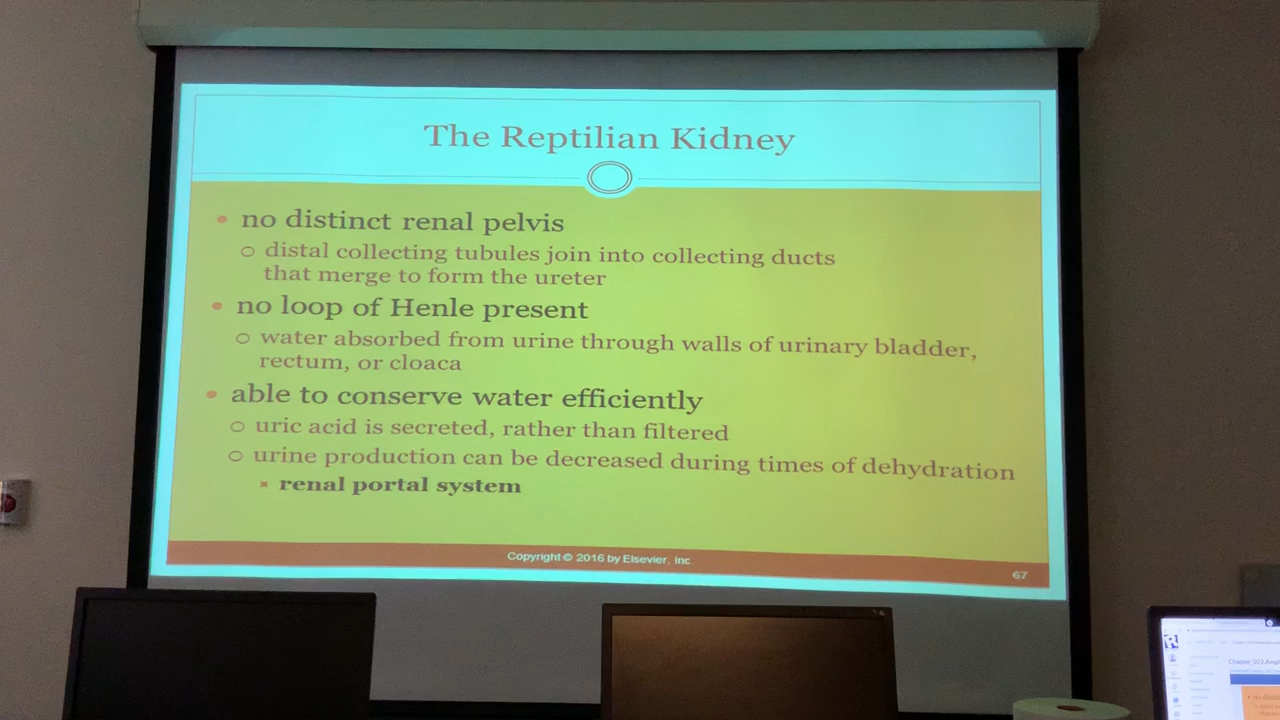 The Reptilian Kidney
• no distinct renal pelvis
o distal collecting tubules join into collecting ducts
that merge to form the ureter
• no loop of Henle present
o water absorbed from urine through walls of urinary bladder,
rectum, or cloaca
• able to conserve water efficiently
o uric acid is secreted, rather than filtered
o urine production can be decreased during times of dehydration
▪ renal portal system
Copyright © 2016 by Elsevier, Inc.
67